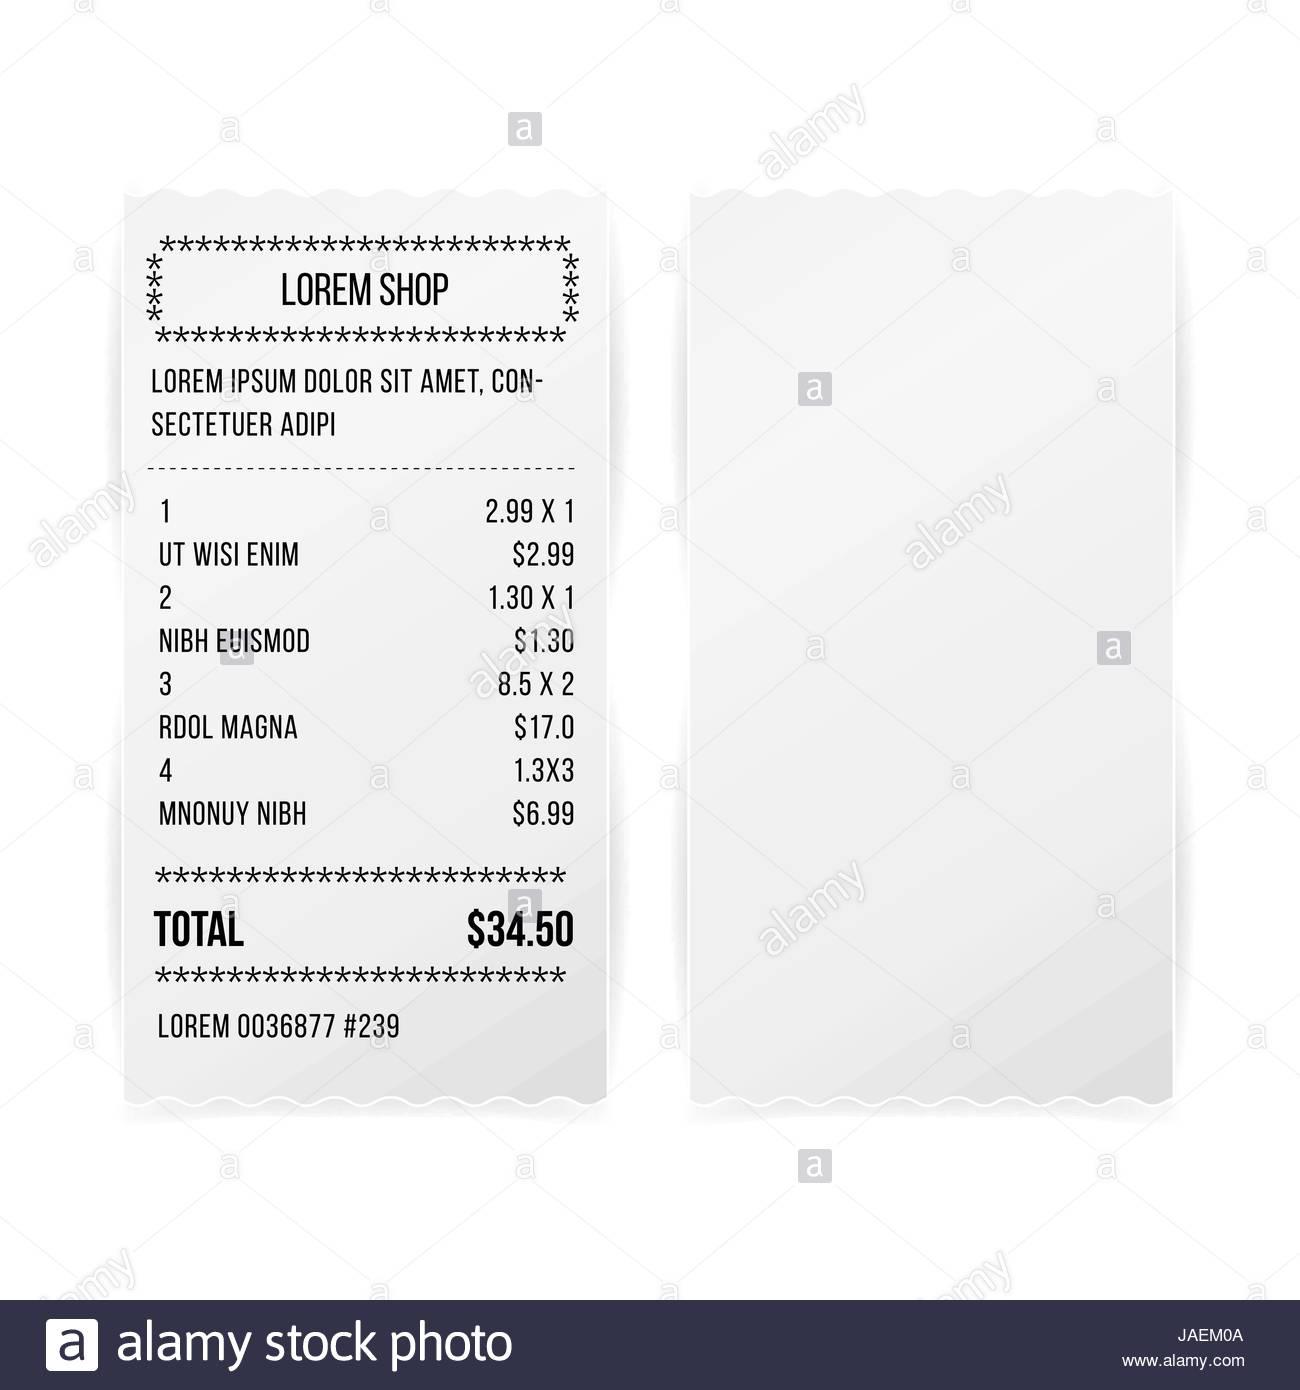 ***********************
LOREM SHOP
***********************
LOREM IPSUM DOLOR SIT AMET, CON-
SECTETUER ADIPI
1 2.99 X 1
UT WISI ENIM $2.99
2 1.30 X 1
NIBH EUISMOD $1.30
3 8.5 X 2
RDOL MAGNA $17.0
4 1.3X3
MNONUY NIBH $6.99
***********************
TOTAL $34.50
***********************
LOREM 0036877 #239
a alamy stock photo
JAEM0A
www.alamy.com